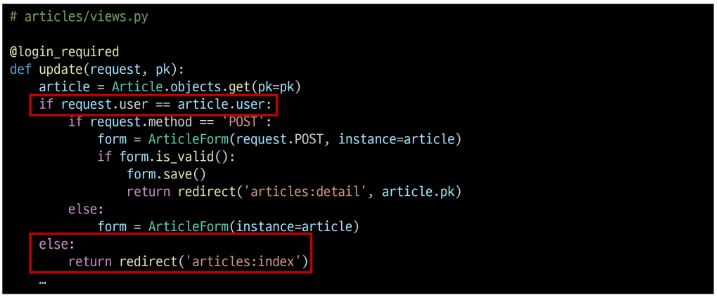 # articles/views.py

@login_required
def update(request, pk):
    article = Article.objects.get(pk=pk)
    if request.user == article.user:
        if request.method == 'POST':
            form = ArticleForm(request.POST, instance=article)
            if form.is_valid():
                form.save()
                return redirect('articles:detail', article.pk)
        else:
            form = ArticleForm(instance=article)
    else:
        return redirect('articles:index')
    …